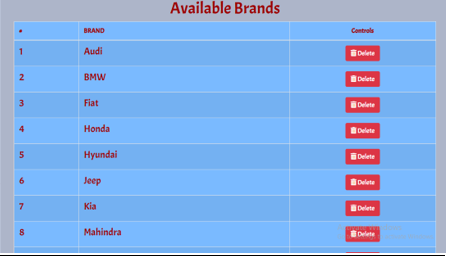 Available Brands
# BRAND Controls
1 Audi Delete
2 BMW Delete
3 Fiat Delete
4 Honda Delete
5 Hyundai Delete
6 Jeep Delete
7 Kia Delete
8 Mahindra Delete